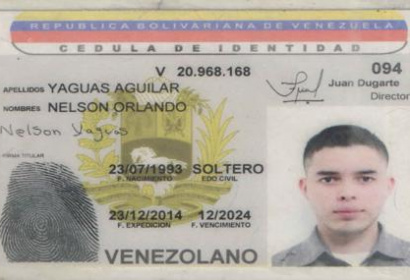 REPUBLICA BOLIVARIANA DE VENEZUELA
CEDULA DE IDENTIDAD
V 20.968.168
094
APELLIDOS YAGUAS AGUILAR
Juan Dugarte
Director
NOMBRES NELSON ORLANDO
Nelson Yaguas
FIRMA TITULAR
23/07/1993 SOLTERO
F. NACIMIENTO EDO CIVIL
23/12/2014 12/2024
F. EXPEDICION F. VENCIMIENTO
VENEZOLANO